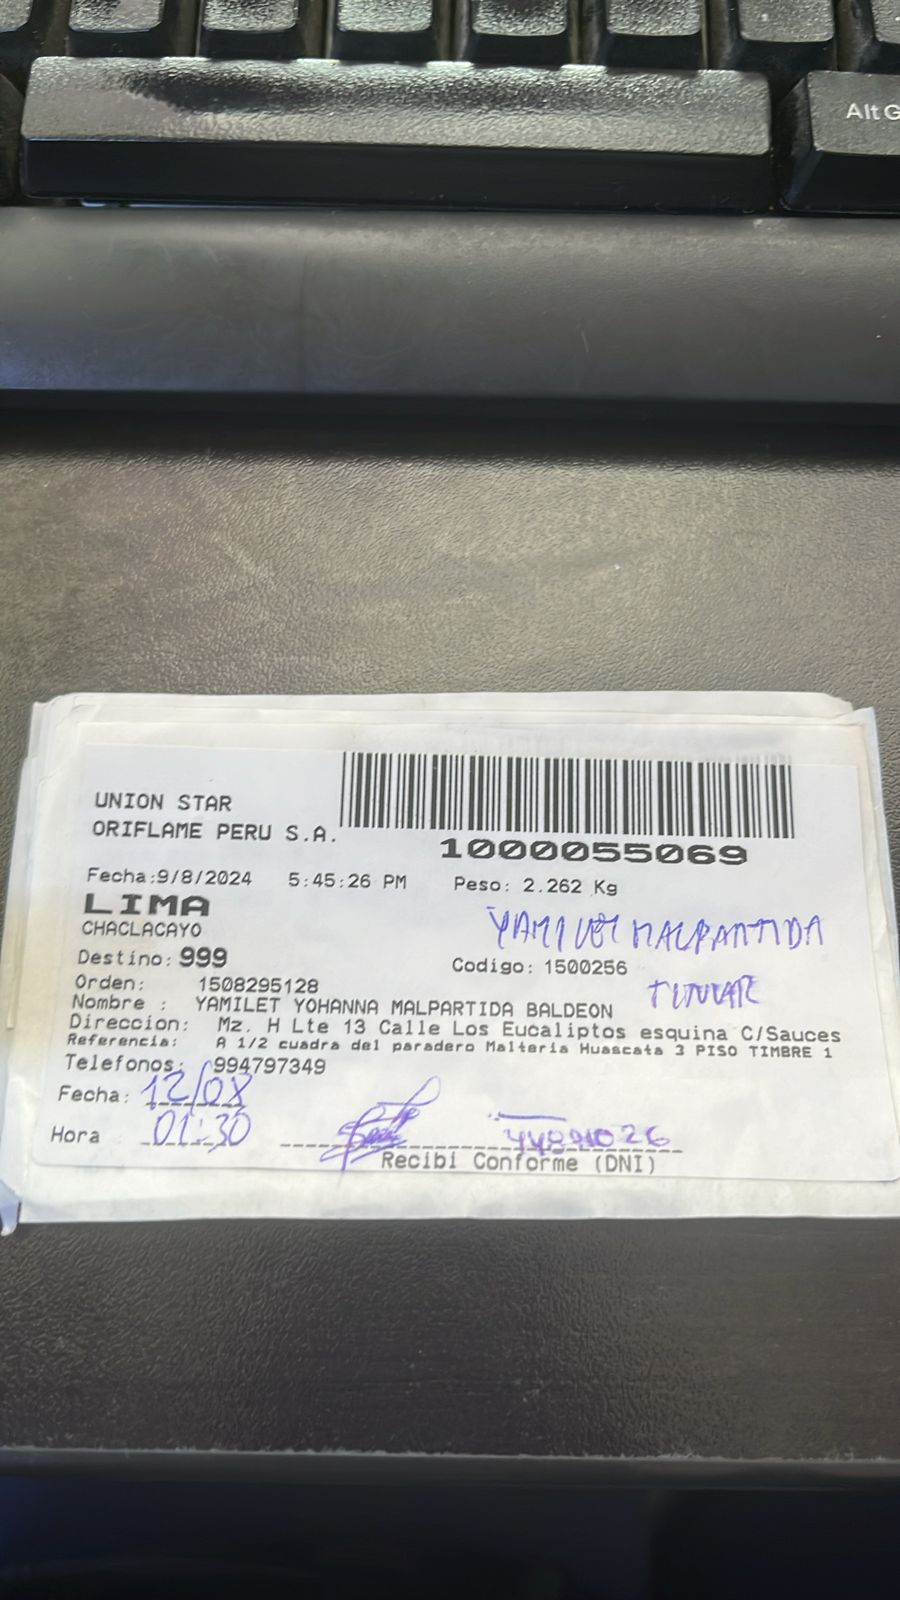 Alt G
UNION STAR
ORIFLAME PERU S.A.
1000055069
Fecha:9/8/2024 5:45:26 PM Peso: 2.262 Kg
LIMA
CHACLACAYO
YAMILET MALPARTIDA
Destino: 999
Codigo: 1500256
TITULAR
Orden: 1508295128
Nombre : YAMILET YOHANNA MALPARTIDA BALDEON
Direccion: Mz. H Lte 13 Calle Los Eucaliptos esquina C/Sauces
Referencia: A 1/2 cuadra del paradero Malteria Huascata 3 PISO TIMBRE 1
Telefonos: 994797349
Fecha: 12/08
Hora 01:30
Recibi Conforme (DNI)